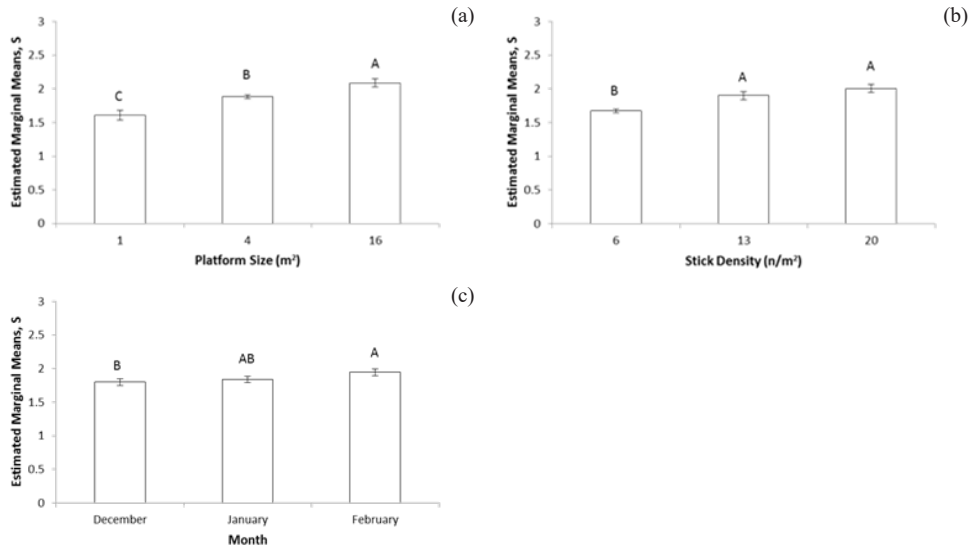 (a)
Estimated Marginal Means, S
3
2.5
2
1.5
1
0.5
0
C
B
A
1 4 16
Platform Size (m²)
(b)
Estimated Marginal Means, S
3
2.5
2
1.5
1
0.5
0
B
A
A
6 13 20
Stick Density (n/m²)
(c)
Estimated Marginal Means, S
3
2.5
2
1.5
1
0.5
0
B
AB
A
December January February
Month